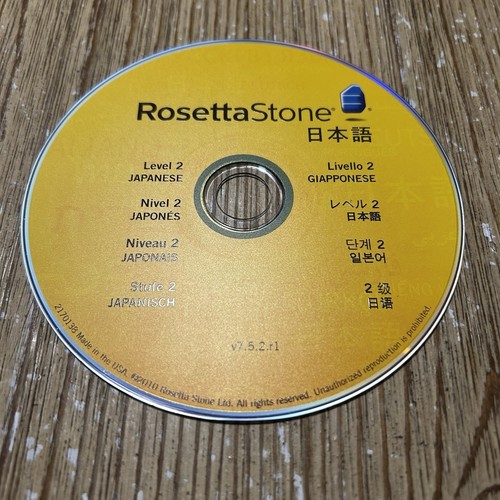 RosettaStone®
日本語
Level 2
JAPANESE
Livello 2
GIAPPONESE
Nivel 2
JAPONÉS
レベル 2
日本語
Niveau 2
JAPONAIS
단계 2
일본어
Stufe 2
JAPANISCH
2 级
日语
v7.5.2.r1
2170138 Made in the USA. ©2010 Rosetta Stone Ltd. All rights reserved. Unauthorized reproduction is prohibited.